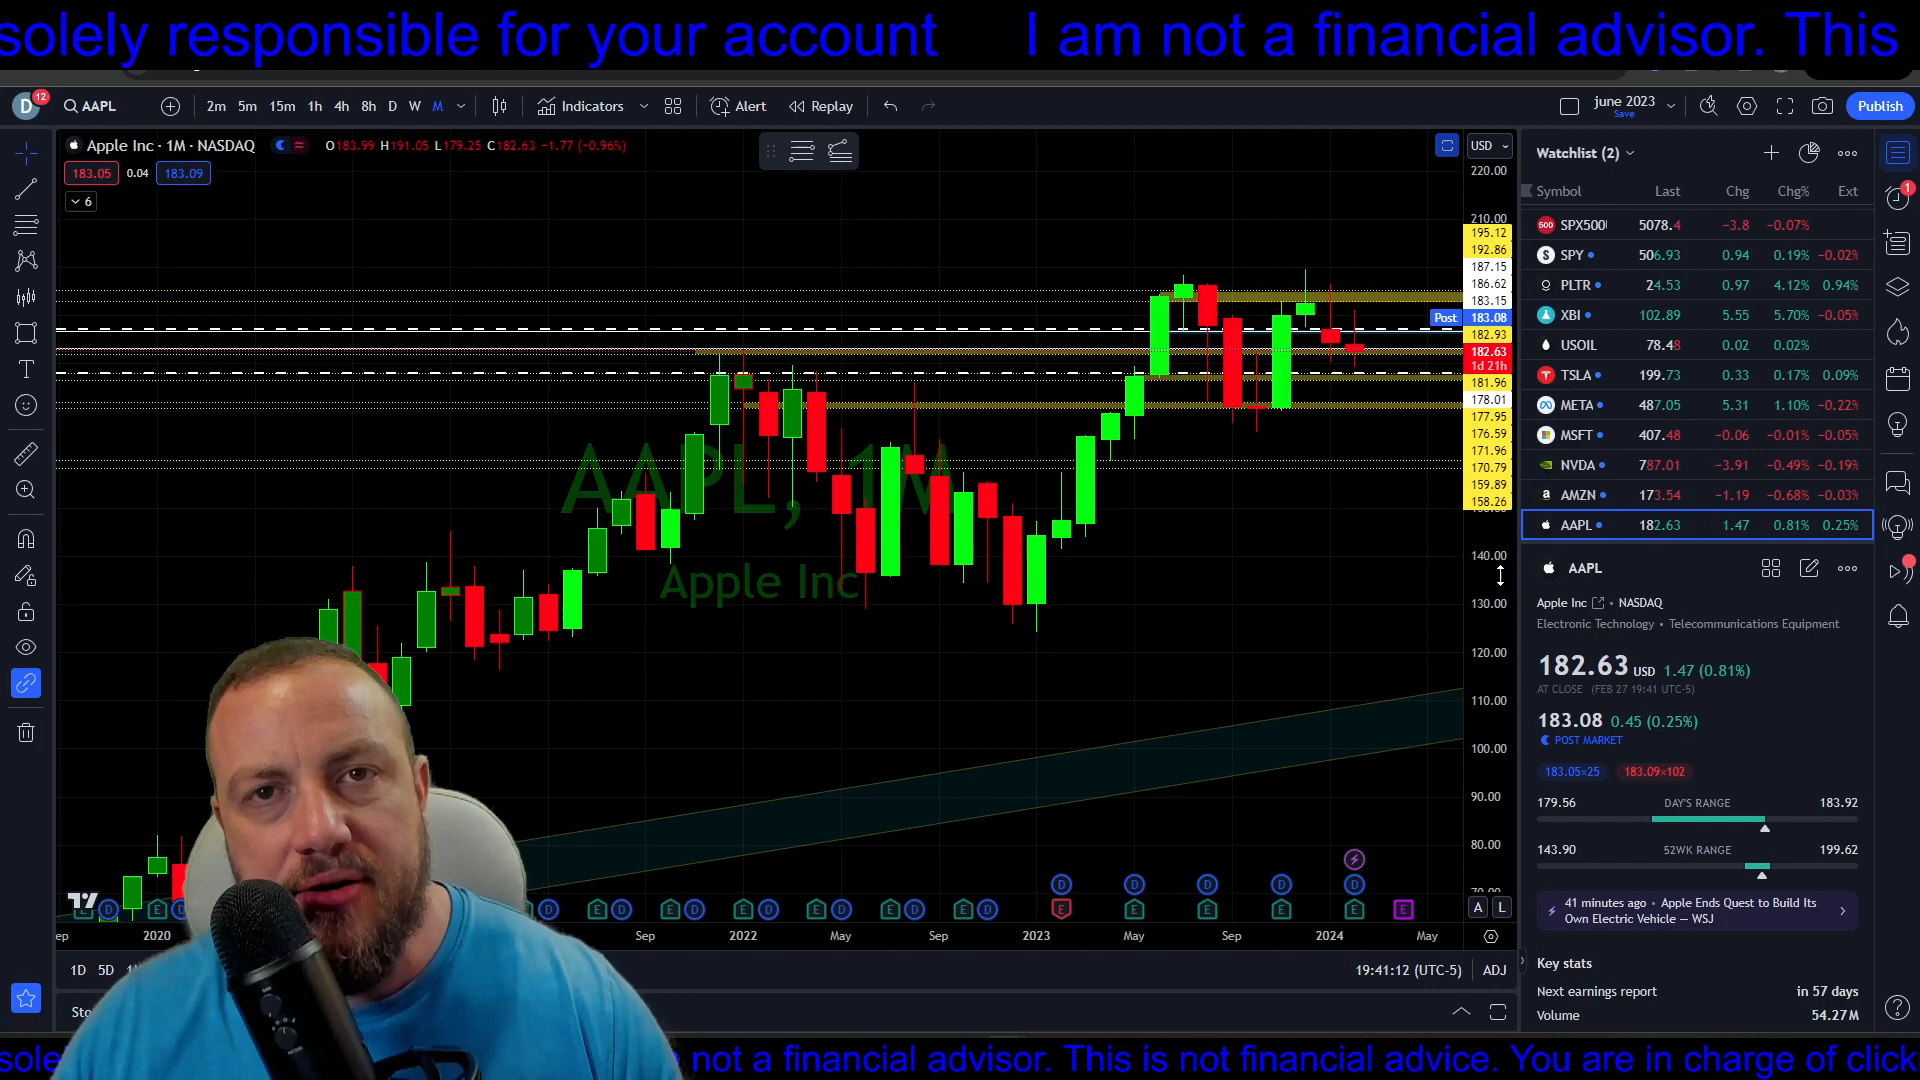 solely responsible for your account I am not a financial advisor. This
D 12 AAPL 2m 5m 15m 1h 4h 8h D W M Indicators Alert Replay june 2023 Save Publish
Apple Inc · 1M · NASDAQ O183.99 H191.05 L179.25 C182.63 −1.77 (−0.96%)
183.05 0.04 183.09
6
USD
220.00
210.00
195.12
192.86
187.15
186.62
183.15
Post 183.08
182.93
182.63
1d 21h
181.96
178.01
177.95
176.59
171.96
170.79
159.89
158.26
140.00
130.00
120.00
110.00
100.00
90.00
80.00
AAPL, 1M
Apple Inc
A L
2020 Sep 2022 May Sep 2023 May Sep 2024 May
1D 5D
19:41:12 (UTC-5) ADJ
Watchlist (2)
Symbol Last Chg Chg% Ext
500 SPX500 5078.4 −3.8 −0.07%
SPY 506.93 0.94 0.19% −0.02%
PLTR 24.53 0.97 4.12% 0.94%
XBI 102.89 5.55 5.70% −0.05%
USOIL 78.48 0.02 0.02%
TSLA 199.73 0.33 0.17% 0.09%
META 487.05 5.31 1.10% −0.22%
MSFT 407.48 −0.06 −0.01% −0.05%
NVDA 787.01 −3.91 −0.49% −0.19%
AMZN 173.54 −1.19 −0.68% −0.03%
AAPL 182.63 1.47 0.81% 0.25%
AAPL
Apple Inc • NASDAQ
Electronic Technology • Telecommunications Equipment
182.63 USD 1.47 (0.81%)
AT CLOSE (FEB 27 19:41 UTC-5)
183.08 0.45 (0.25%)
POST MARKET
183.05×25 183.09×102
179.56 DAY'S RANGE 183.92
143.90 52WK RANGE 199.62
41 minutes ago • Apple Ends Quest to Build Its
Own Electric Vehicle — WSJ
Key stats
Next earnings report in 57 days
Volume 54.27M
not a financial advisor. This is not financial advice. You are in charge of click